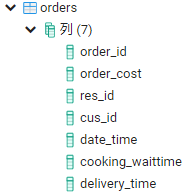 orders
列 (7)
order_id
order_cost
res_id
cus_id
date_time
cooking_waittime
delivery_time